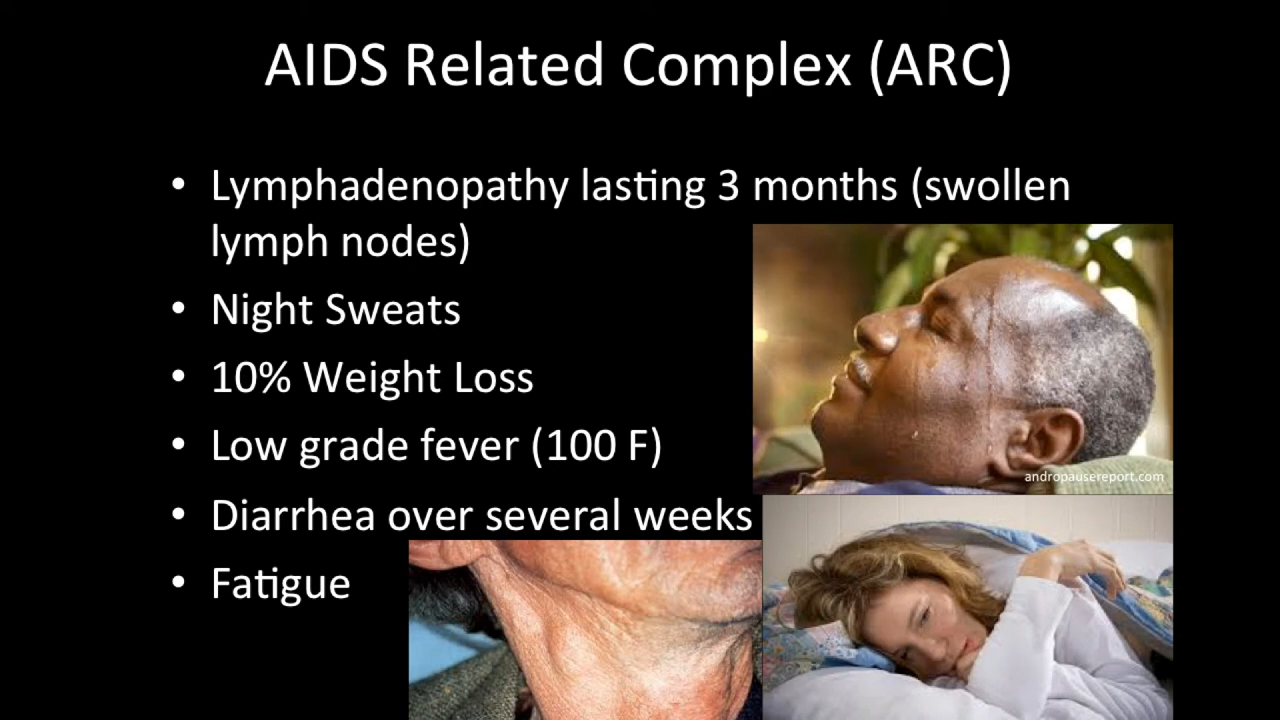 AIDS Related Complex (ARC)
• Lymphadenopathy lasting 3 months (swollen
lymph nodes)
• Night Sweats
• 10% Weight Loss
• Low grade fever (100 F)
andropausereport.com
• Diarrhea over several weeks
• Fatigue